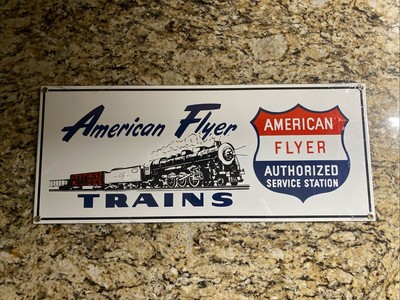 American Flyer
TRAINS
AMERICAN
FLYER
AUTHORIZED
SERVICE STATION